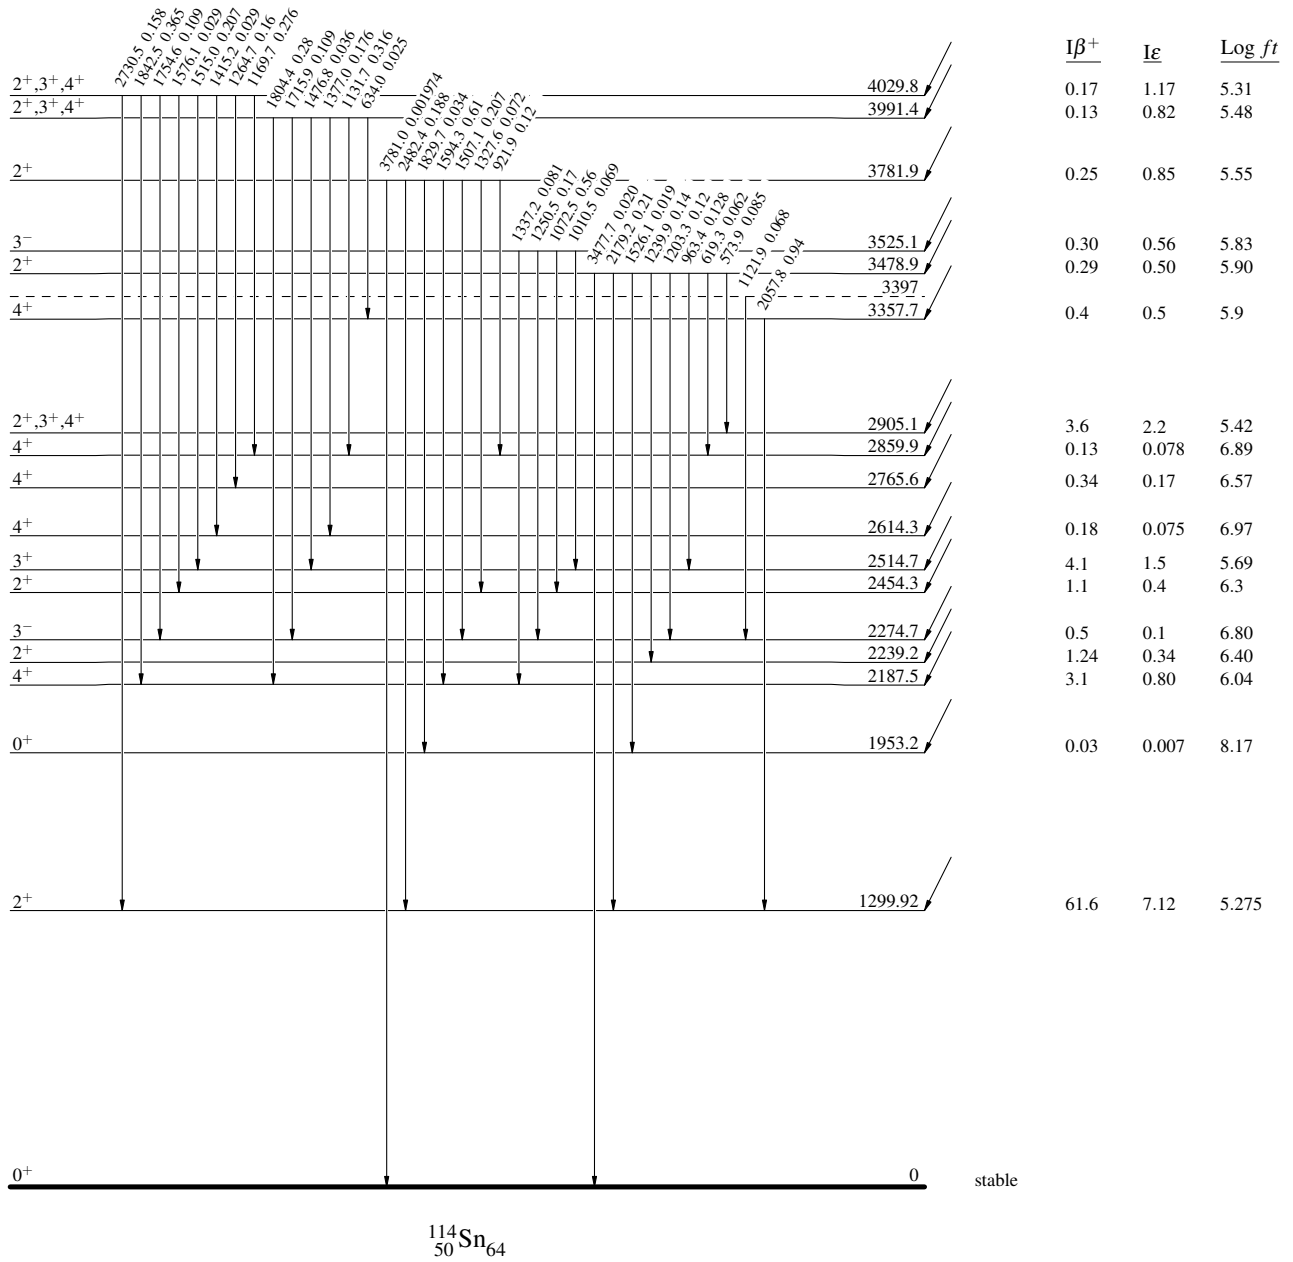 2730.5 0.158
1842.5 0.365
1754.6 0.109
1576.1 0.029
1515.0 0.207
1415.2 0.029
1264.7 0.16
1169.7 0.276
1804.4 0.28
1715.9 0.109
1476.8 0.036
1377.0 0.176
1131.7 0.316
634.0 0.025
3781.0 0.001974
2482.4 0.188
1829.7 0.034
1594.3 0.61
1507.1 0.207
1327.6 0.072
921.9 0.12
1337.2 0.081
1250.5 0.17
1072.5 0.56
1010.5 0.069
3477.7 0.020
2179.2 0.21
1526.1 0.019
1239.9 0.14
1203.3 0.12
963.4 0.128
619.3 0.062
573.9 0.085
1121.9 0.068
2057.8 0.94
Iβ⁺ Iε Log ft
2⁺,3⁺,4⁺ 4029.8 0.17 1.17 5.31
2⁺,3⁺,4⁺ 3991.4 0.13 0.82 5.48
2⁺ 3781.9 0.25 0.85 5.55
3⁻ 3525.1 0.30 0.56 5.83
2⁺ 3478.9 0.29 0.50 5.90
3397
4⁺ 3357.7 0.4 0.5 5.9
2⁺,3⁺,4⁺ 2905.1 3.6 2.2 5.42
4⁺ 2859.9 0.13 0.078 6.89
4⁺ 2765.6 0.34 0.17 6.57
4⁺ 2614.3 0.18 0.075 6.97
3⁺ 2514.7 4.1 1.5 5.69
2⁺ 2454.3 1.1 0.4 6.3
3⁻ 2274.7 0.5 0.1 6.80
2⁺ 2239.2 1.24 0.34 6.40
4⁺ 2187.5 3.1 0.80 6.04
0⁺ 1953.2 0.03 0.007 8.17
2⁺ 1299.92 61.6 7.12 5.275
0⁺ 0 stable
¹¹⁴₅₀Sn₆₄